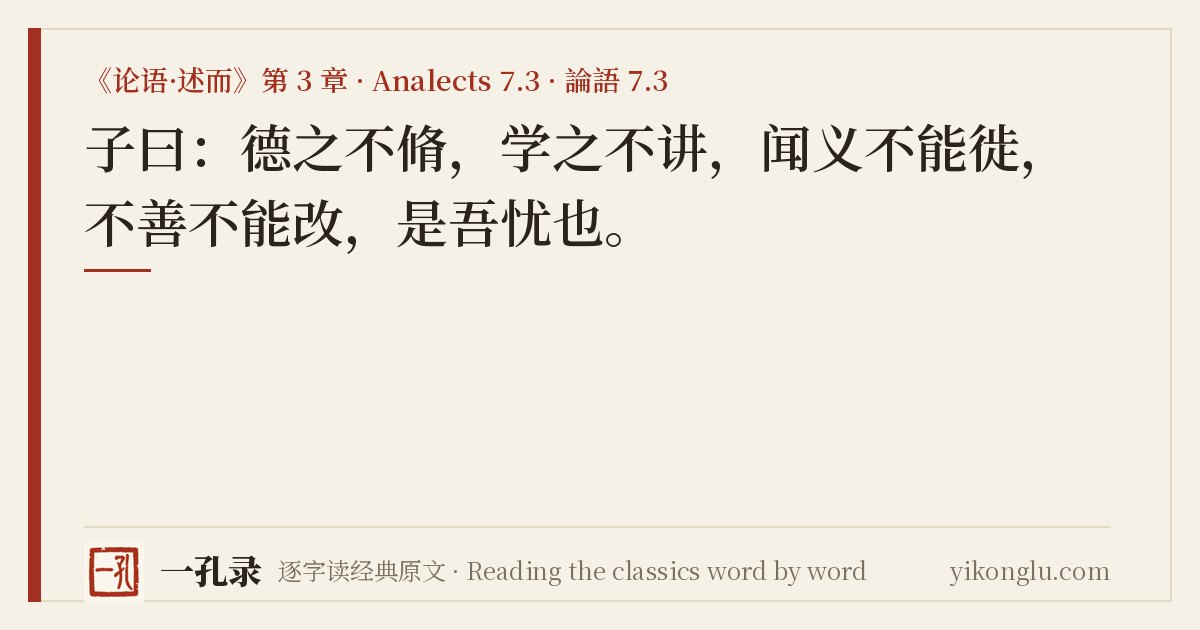 《论语·述而》第 3 章 · Analects 7.3 · 論語 7.3
子曰：德之不脩，学之不讲，闻义不能徙，
不善不能改，是吾忧也。
一孔
一孔录 逐字读经典原文 · Reading the classics word by word yikonglu.com